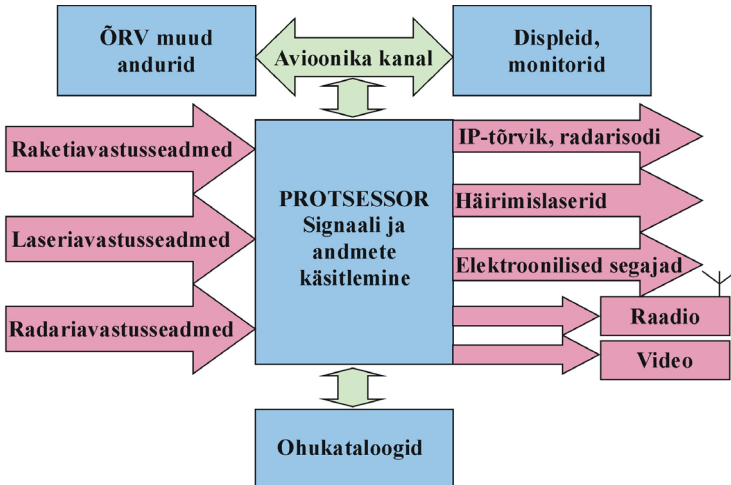 ÕRV muud
andurid
Avioonika kanal
Displeid,
monitorid
Raketiavastusseadmed
Laseriavastusseadmed
Radariavastusseadmed
PROTSESSOR
Signaali ja
andmete
käsitlemine
IP-tõrvik, radarisodi
Häirimislaserid
Elektroonilised segajad
Raadio
Video
Ohukataloogid